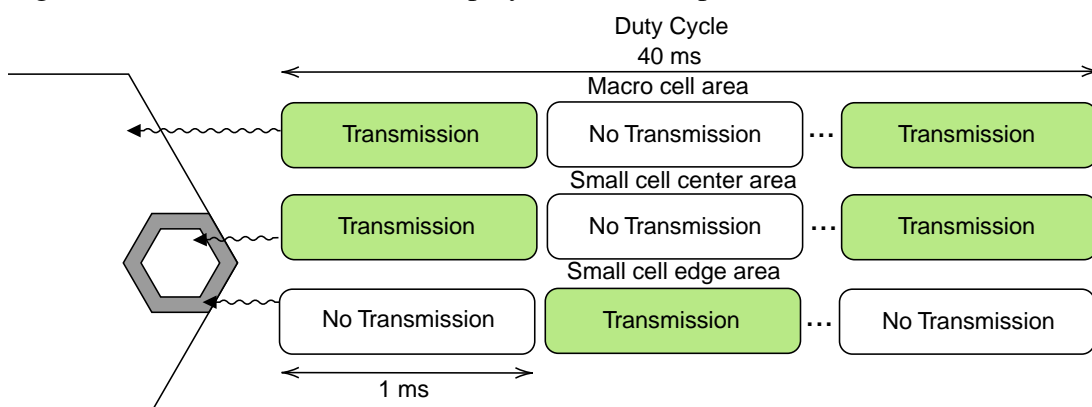 Duty Cycle
40 ms
Macro cell area
Transmission
No Transmission
...
Transmission
Small cell center area
Transmission
No Transmission
...
Transmission
Small cell edge area
No Transmission
Transmission
...
No Transmission
1 ms